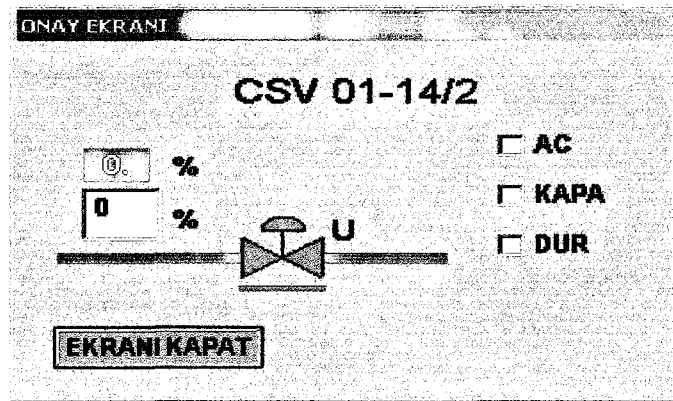 ONAY EKRANI
CSV 01-14/2
0. %
0 %
U
AC
KAPA
DUR
EKRANI KAPAT